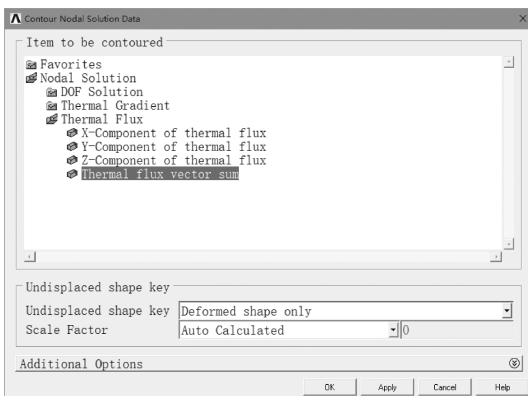 Contour Nodal Solution Data
Item to be contoured
Favorites
Nodal Solution
DOF Solution
Thermal Gradient
Thermal Flux
X-Component of thermal flux
Y-Component of thermal flux
Z-Component of thermal flux
Thermal flux vector sum
Undisplaced shape key
Undisplaced shape key Deformed shape only
Scale Factor Auto Calculated 0
Additional Options
OK Apply Cancel Help